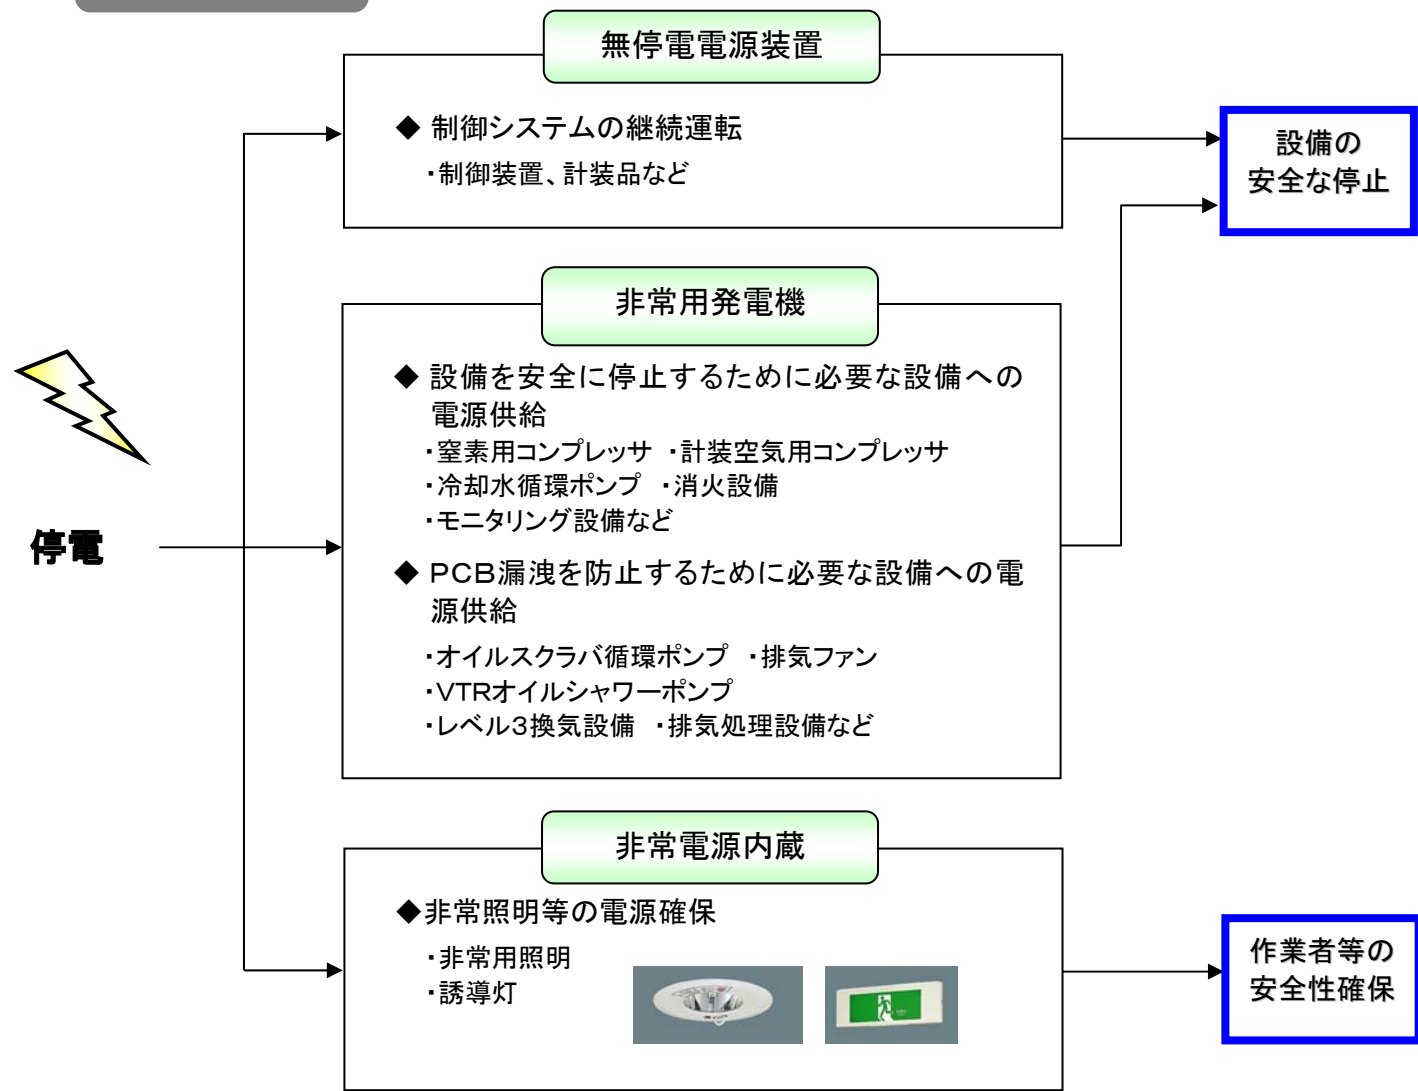 無停電電源装置
◆ 制御システムの継続運転
・制御装置、計装品など
設備の
安全な停止
非常用発電機
◆ 設備を安全に停止するために必要な設備への
電源供給
・窒素用コンプレッサ ・計装空気用コンプレッサ
・冷却水循環ポンプ ・消火設備
・モニタリング設備など
停電
◆ PCB漏洩を防止するために必要な設備への電
源供給
・オイルスクラバ循環ポンプ ・排気ファン
・VTRオイルシャワーポンプ
・レベル3換気設備 ・排気処理設備など
非常電源内蔵
◆非常照明等の電源確保
・非常用照明
・誘導灯
作業者等の
安全性確保